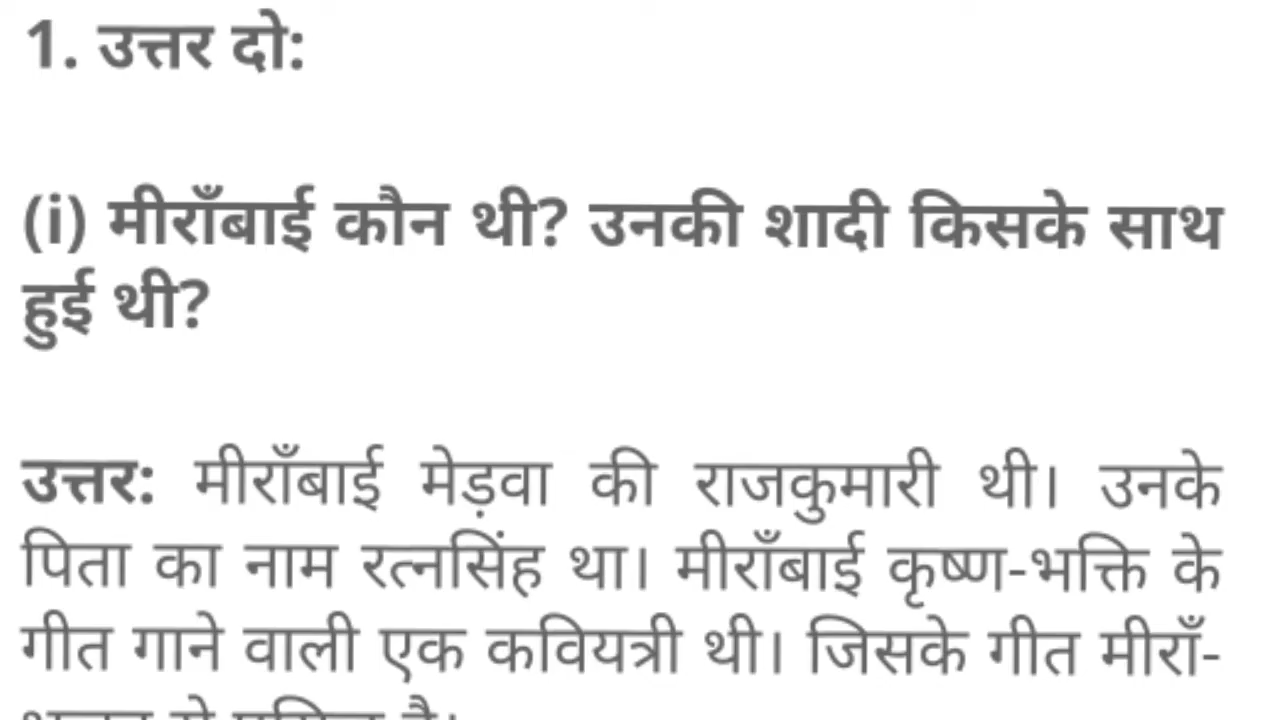 1. उत्तर दो:
(i) मीराँबाई कौन थी? उनकी शादी किसके साथ
हुई थी?
उत्तर: मीराँबाई मेड़वा की राजकुमारी थी। उनके
पिता का नाम रत्नसिंह था। मीराँबाई कृष्ण-भक्ति के
गीत गाने वाली एक कवियत्री थी। जिसके गीत मीराँ-